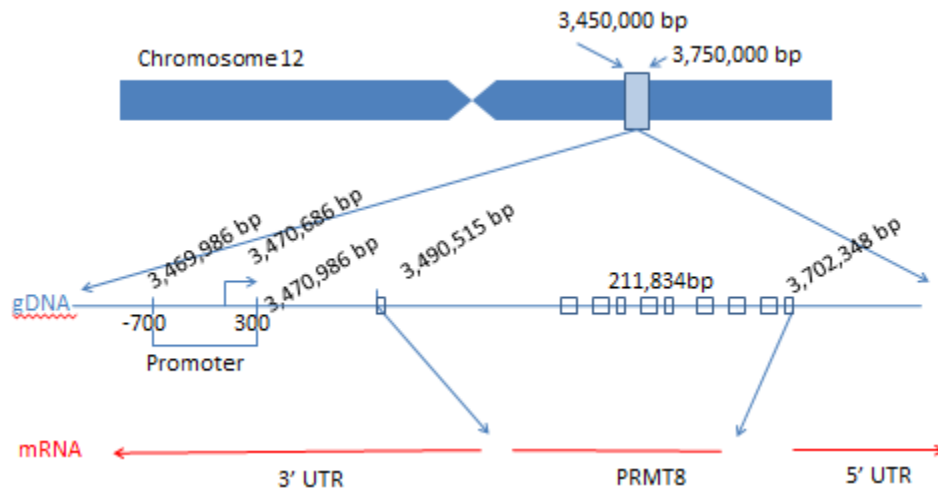 3,450,000 bp
Chromosome 12
3,750,000 bp
3,469,986 bp
3,470,686 bp
3,470,986 bp
3,490,515 bp
211,834bp
3,702,348 bp
gDNA
-700
300
Promoter
mRNA
3’ UTR
PRMT8
5’ UTR